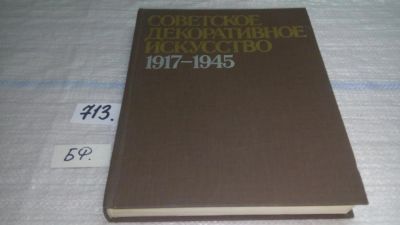 СОВЕТСКОЕ
ДЕКОРАТИВНОЕ
ИСКУССТВО
1917–1945
713.
БФ.